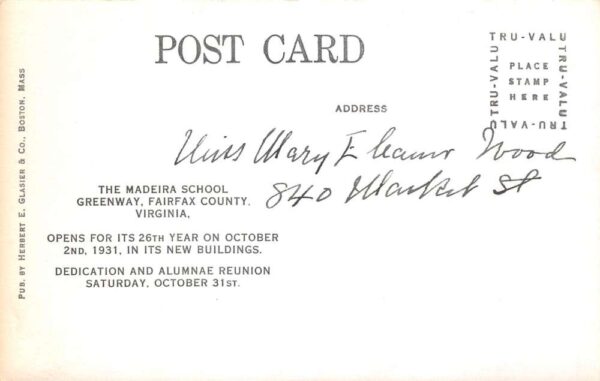 POST CARD
TRU-VALU
TRU-VALU
TRU-VALU
TRU-VALU
PLACE
STAMP
HERE
ADDRESS
Miss Mary Eleanor Wood
840 Market St
THE MADEIRA SCHOOL
GREENWAY, FAIRFAX COUNTY,
VIRGINIA,
OPENS FOR ITS 26TH YEAR ON OCTOBER
2ND, 1931, IN ITS NEW BUILDINGS.
DEDICATION AND ALUMNAE REUNION
SATURDAY, OCTOBER 31ST.
PUB. BY HERBERT E. GLASIER & CO., BOSTON, MASS